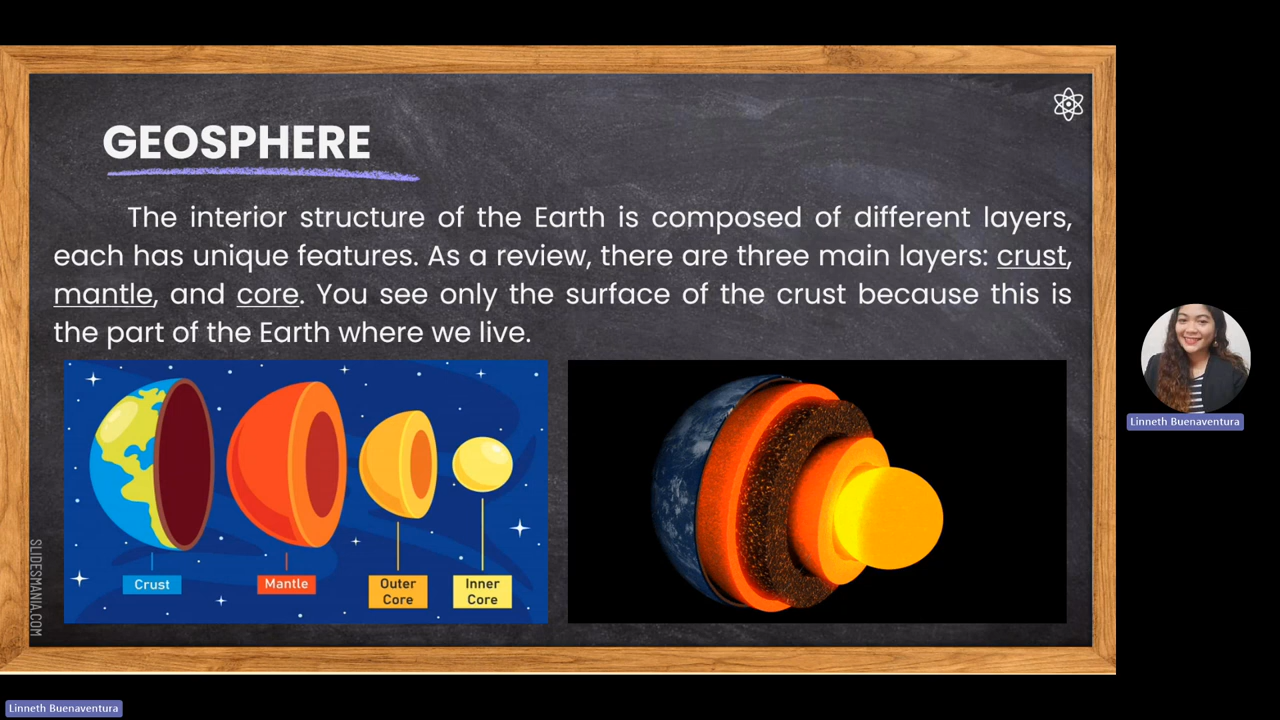 GEOSPHERE
The interior structure of the Earth is composed of different layers,
each has unique features. As a review, there are three main layers: crust,
mantle, and core. You see only the surface of the crust because this is
the part of the Earth where we live.
Crust
Mantle
Outer
Core
Inner
Core
SLIDESMANIA.COM
Linneth Buenaventura
Linneth Buenaventura